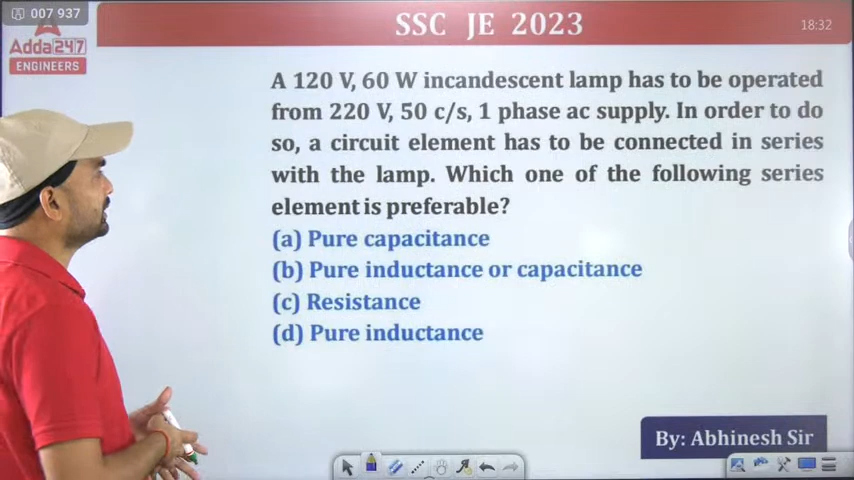 007 937
Adda247
ENGINEERS
SSC JE 2023
18:32
A 120 V, 60 W incandescent lamp has to be operated
from 220 V, 50 c/s, 1 phase ac supply. In order to do
so, a circuit element has to be connected in series
with the lamp. Which one of the following series
element is preferable?
(a) Pure capacitance
(b) Pure inductance or capacitance
(c) Resistance
(d) Pure inductance
By: Abhinesh Sir